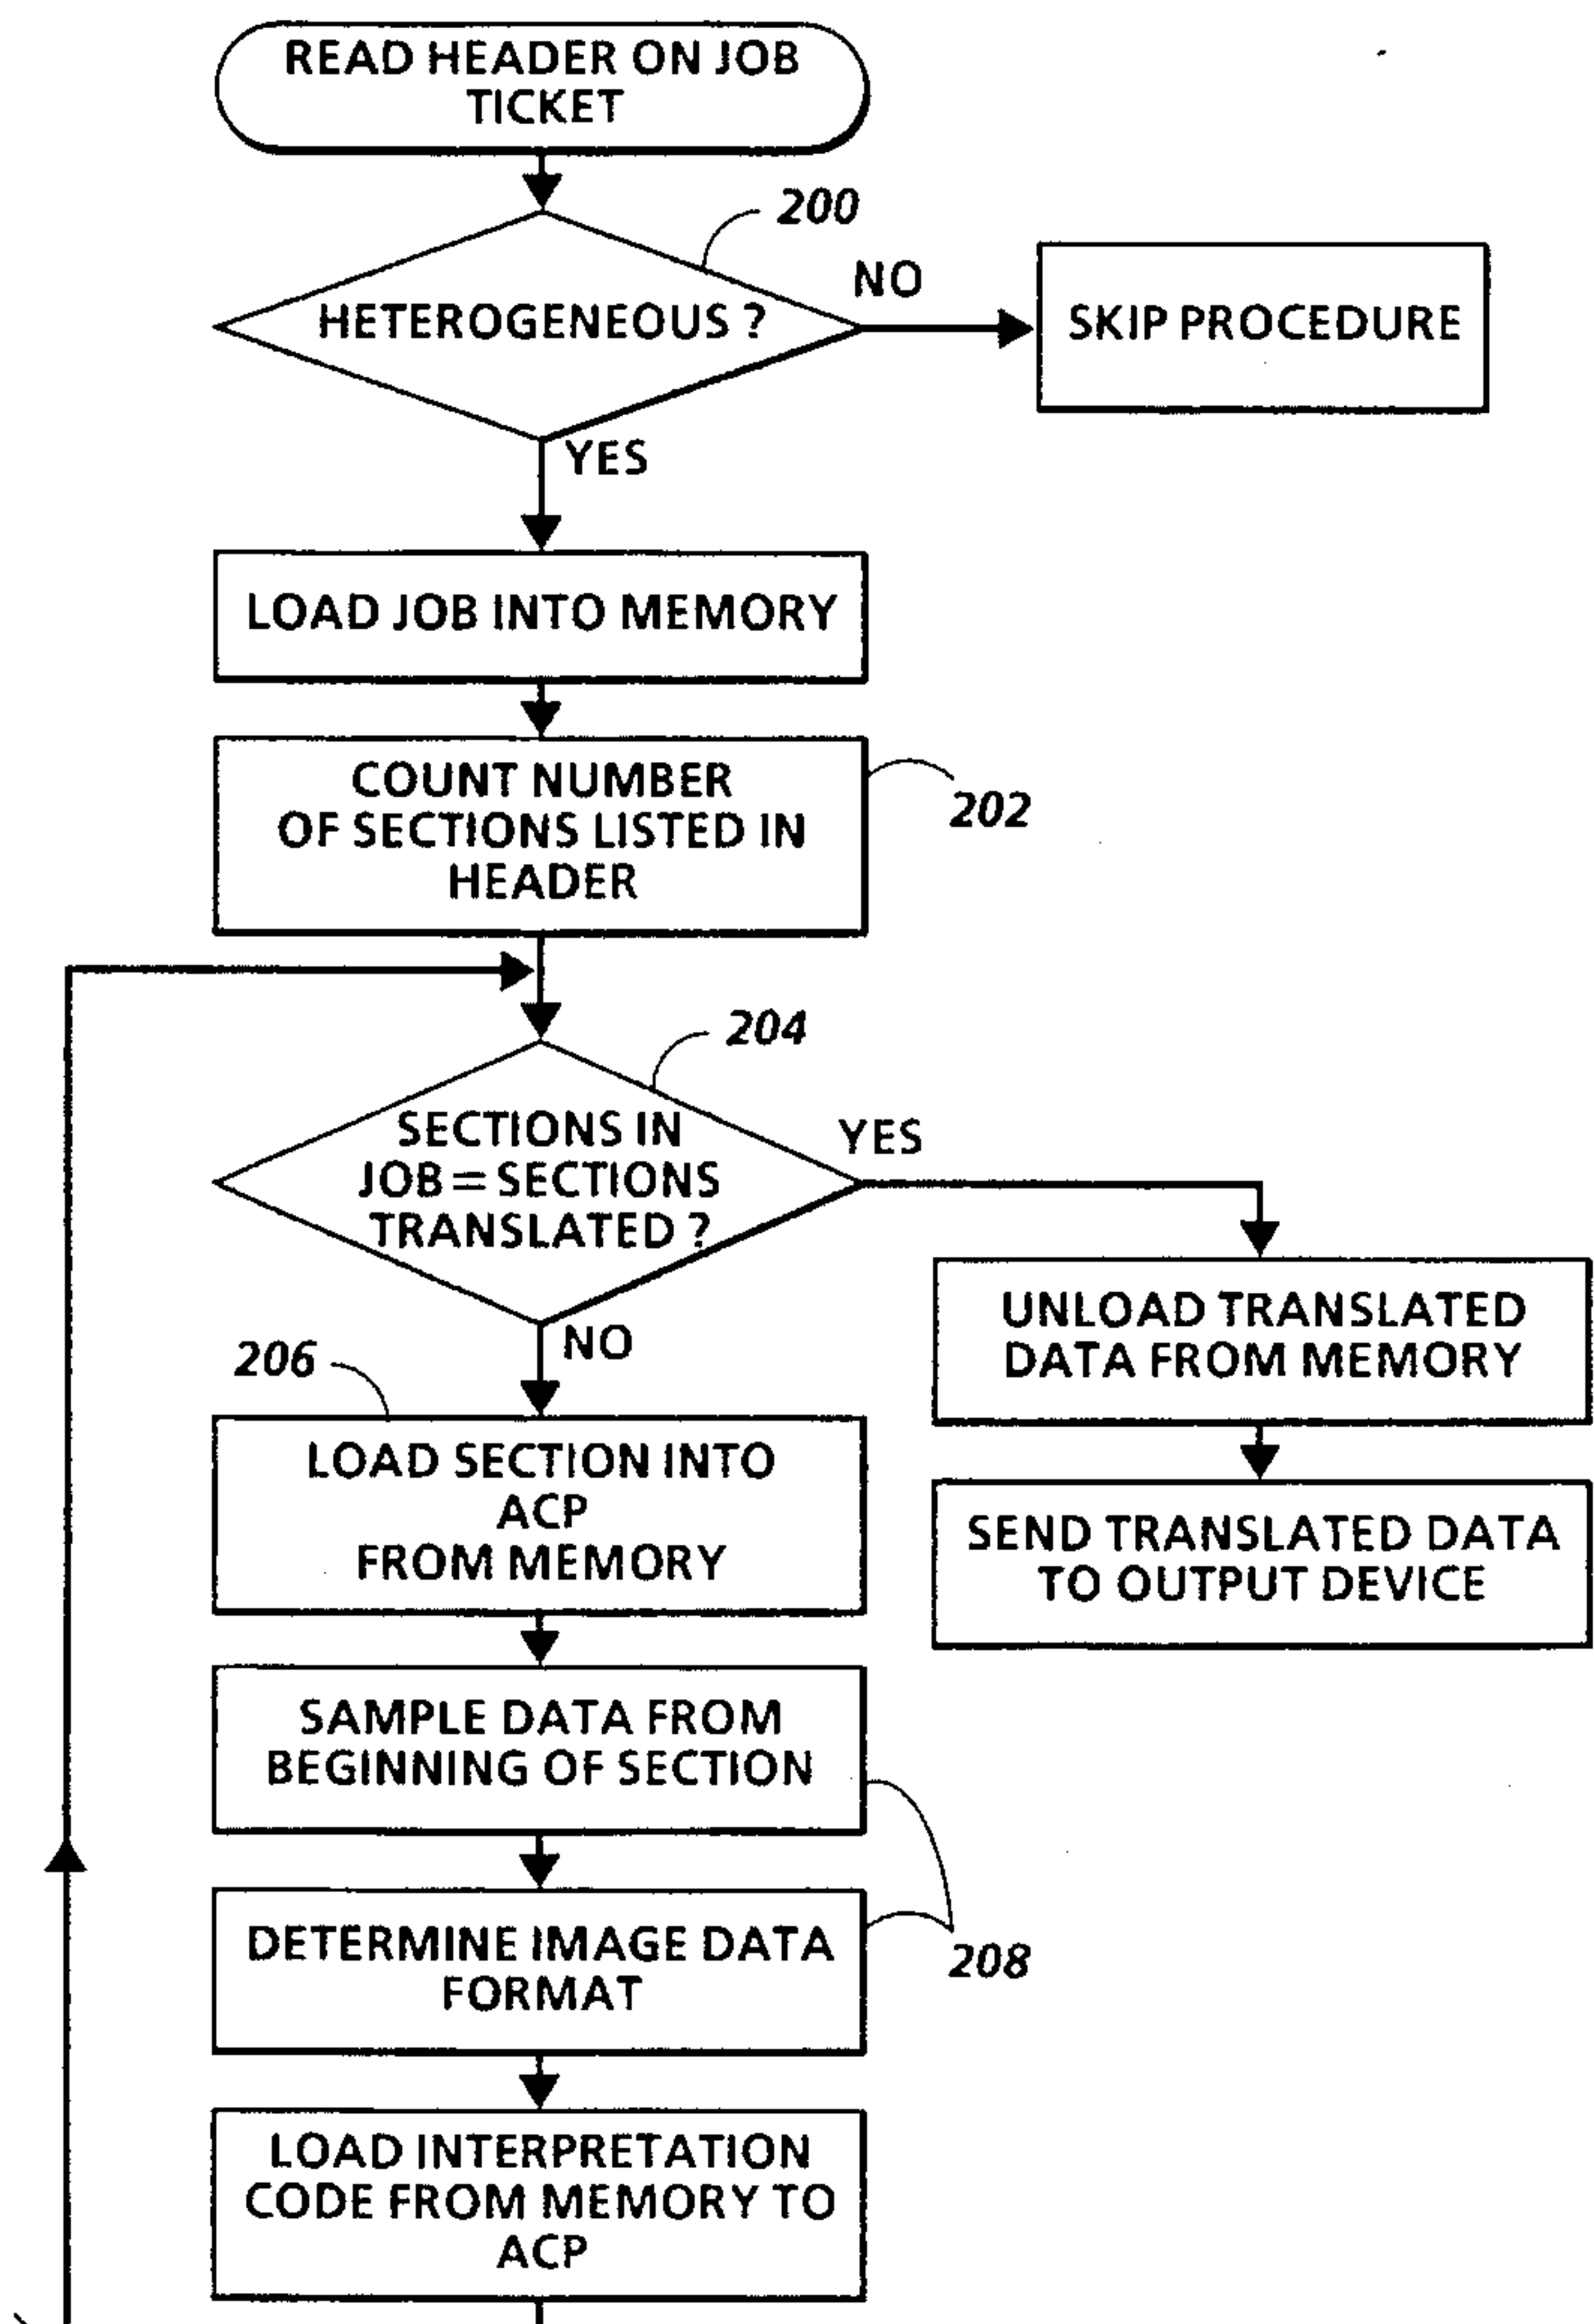 READ HEADER ON JOB
TICKET
200
HETEROGENEOUS ?
NO
SKIP PROCEDURE
YES
LOAD JOB INTO MEMORY
COUNT NUMBER
OF SECTIONS LISTED IN
HEADER
202
204
SECTIONS IN
JOB = SECTIONS
TRANSLATED ?
YES
NO
UNLOAD TRANSLATED
DATA FROM MEMORY
SEND TRANSLATED DATA
TO OUTPUT DEVICE
206
LOAD SECTION INTO
ACP
FROM MEMORY
SAMPLE DATA FROM
BEGINNING OF SECTION
DETERMINE IMAGE DATA
FORMAT
208
LOAD INTERPRETATION
CODE FROM MEMORY TO
ACP